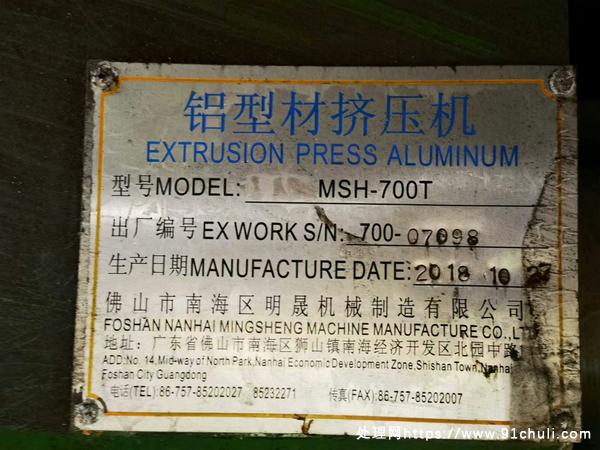 铝型材挤压机
EXTRUSION PRESS ALUMINUM
型号MODEL: MSH-700T
出厂编号EX WORK S/N: 700-07098
生产日期MANUFACTURE DATE: 2018 10 27
佛山市南海区明晟机械制造有限公司
FOSHAN NANHAI MINGSHENG MACHINE MANUFACTURE CO.,
地址: 广东省佛山市南海区狮山镇南海经济开发区北园中路
ADD:No. 14, Mid-way of North Park, Nanhai Economic Development Zone, Shishan Town, Nanhai
Foshan City Guangdong
电话(TEL):86-757-85202027 85232271 传真(FAX):86-757-85202007
处理网https://www.91chuli.com/